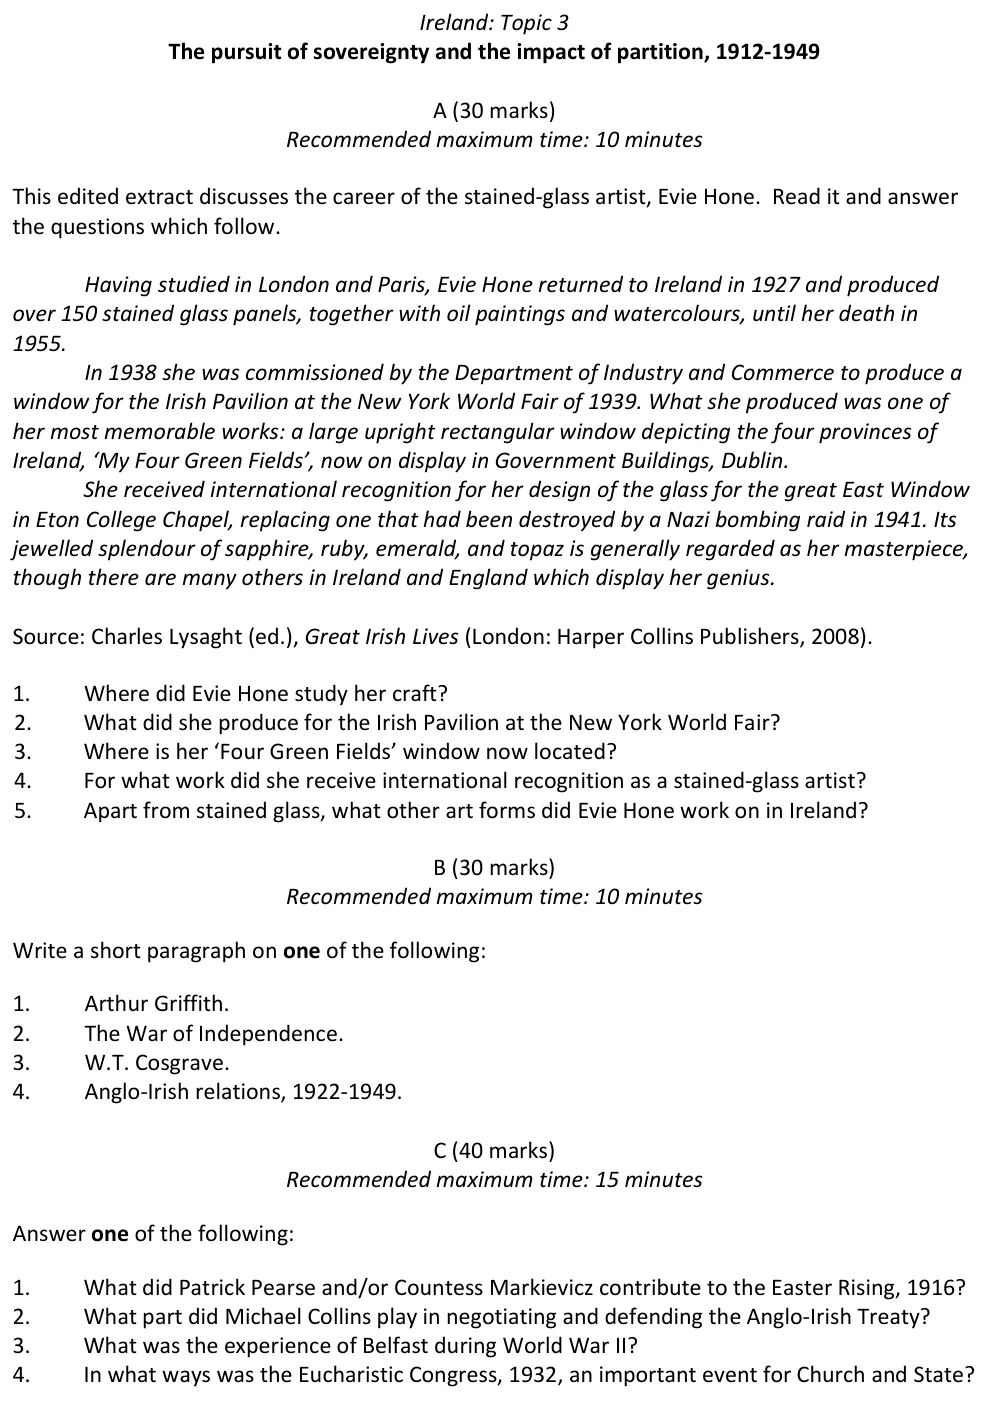 Ireland: Topic 3
The pursuit of sovereignty and the impact of partition, 1912-1949
A (30 marks)
Recommended maximum time: 10 minutes
This edited extract discusses the career of the stained-glass artist, Evie Hone.  Read it and answer
the questions which follow.
Having studied in London and Paris, Evie Hone returned to Ireland in 1927 and produced
over 150 stained glass panels, together with oil paintings and watercolours, until her death in
1955.
In 1938 she was commissioned by the Department of Industry and Commerce to produce a
window for the Irish Pavilion at the New York World Fair of 1939. What she produced was one of
her most memorable works: a large upright rectangular window depicting the four provinces of
Ireland, ‘My Four Green Fields’, now on display in Government Buildings, Dublin.
She received international recognition for her design of the glass for the great East Window
in Eton College Chapel, replacing one that had been destroyed by a Nazi bombing raid in 1941. Its
jewelled splendour of sapphire, ruby, emerald, and topaz is generally regarded as her masterpiece,
though there are many others in Ireland and England which display her genius.
Source: Charles Lysaght (ed.), Great Irish Lives (London: Harper Collins Publishers, 2008).
1. Where did Evie Hone study her craft?
2. What did she produce for the Irish Pavilion at the New York World Fair?
3. Where is her ‘Four Green Fields’ window now located?
4. For what work did she receive international recognition as a stained-glass artist?
5. Apart from stained glass, what other art forms did Evie Hone work on in Ireland?
B (30 marks)
Recommended maximum time: 10 minutes
Write a short paragraph on one of the following:
1. Arthur Griffith.
2. The War of Independence.
3. W.T. Cosgrave.
4. Anglo-Irish relations, 1922-1949.
C (40 marks)
Recommended maximum time: 15 minutes
Answer one of the following:
1. What did Patrick Pearse and/or Countess Markievicz contribute to the Easter Rising, 1916?
2. What part did Michael Collins play in negotiating and defending the Anglo-Irish Treaty?
3. What was the experience of Belfast during World War II?
4. In what ways was the Eucharistic Congress, 1932, an important event for Church and State?